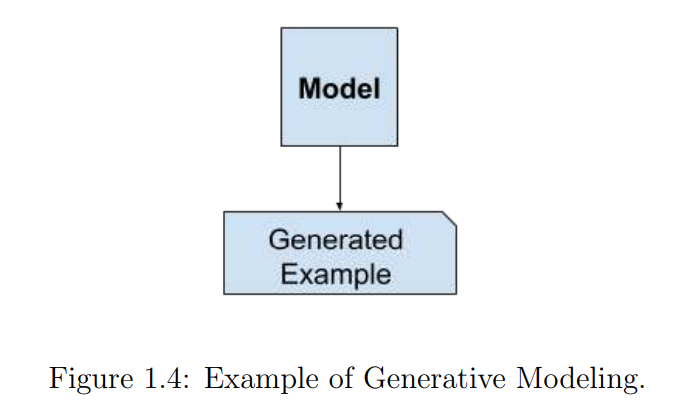 Model
Generated
Example
Figure 1.4: Example of Generative Modeling.